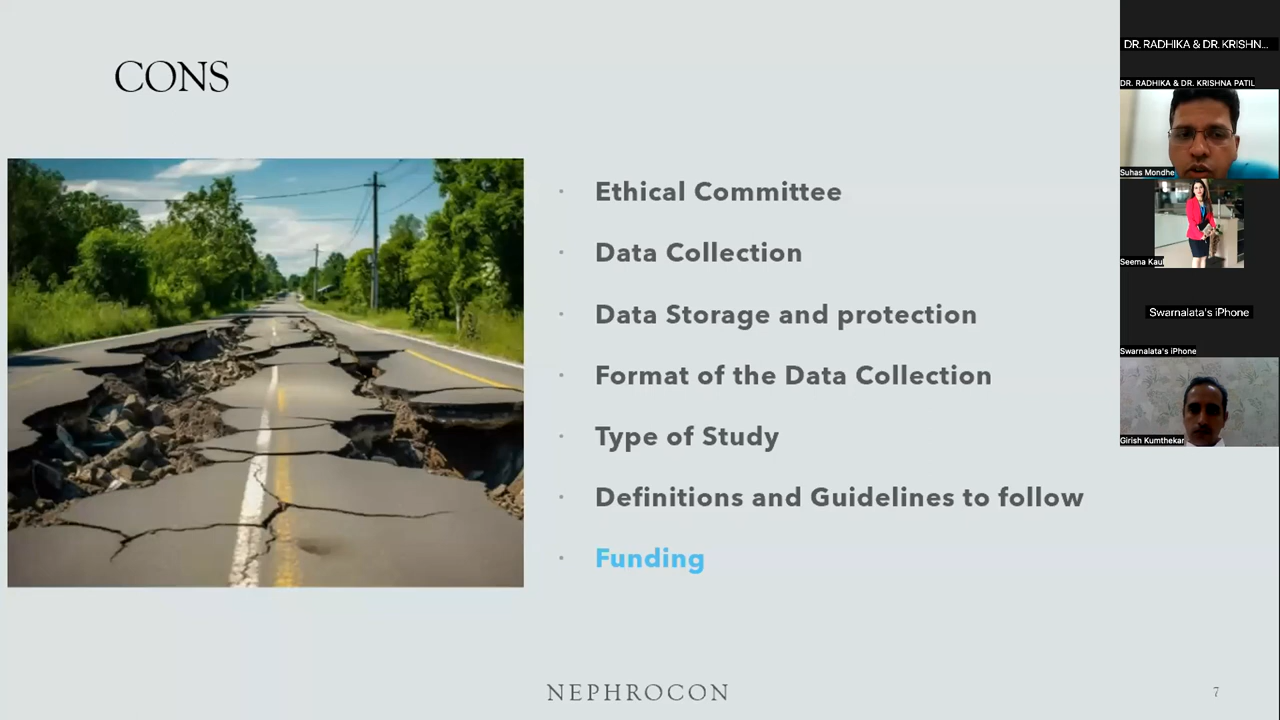 CONS
· Ethical Committee
· Data Collection
· Data Storage and protection
· Format of the Data Collection
· Type of Study
· Definitions and Guidelines to follow
· Funding
NEPHROCON
7
DR. RADHIKA & DR. KRISHN...
DR. RADHIKA & DR. KRISHNA PATIL
Suhas Mondhe
Seema Kaul
Swarnalata's iPhone
Swarnalata's iPhone
Girish Kumthekar